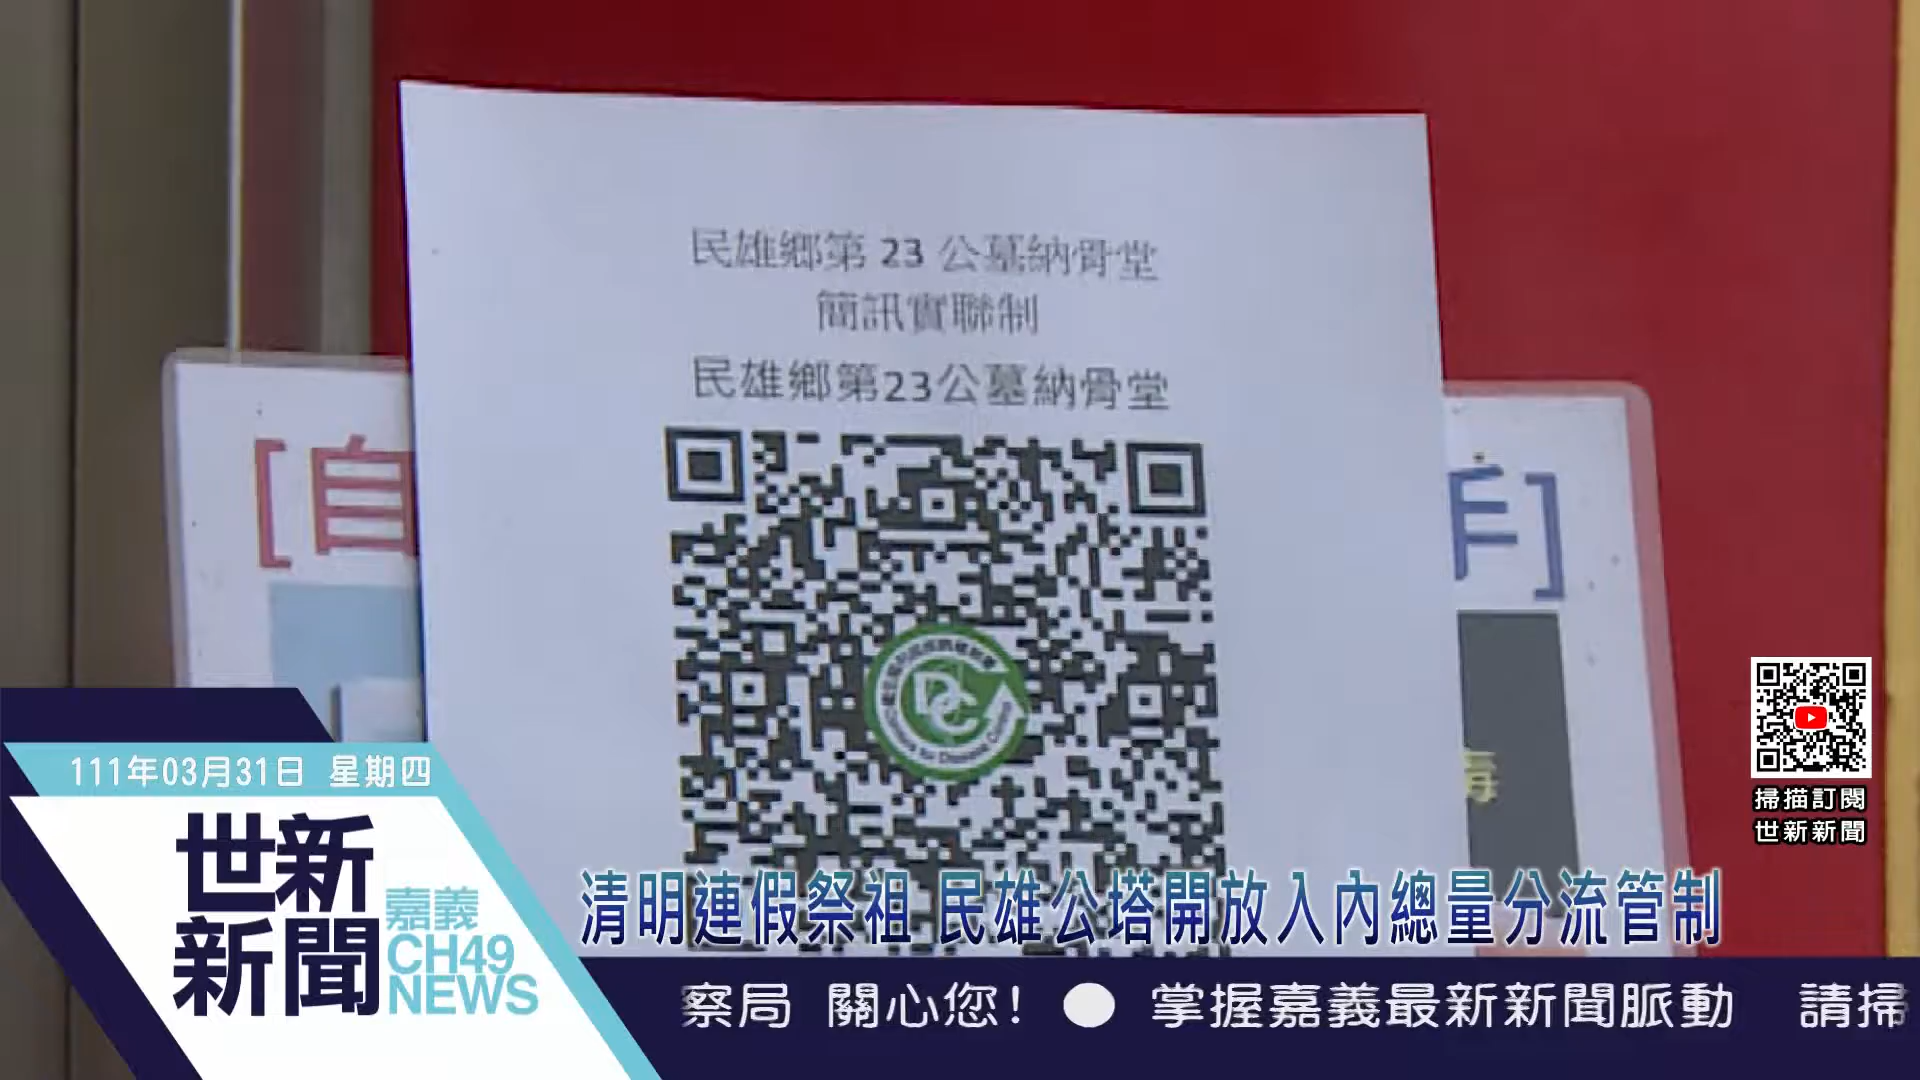 民雄鄉第 23 公墓納骨堂
簡訊實聯制
民雄鄉第23公墓納骨堂
[自
手]
毒
DC
掃描訂閱
世新新聞
111年03月31日 星期四
世新
新聞
嘉義
CH49
NEWS
清明連假祭祖 民雄公塔開放入內總量分流管制
察局 關心您! ● 掌握嘉義最新新聞脈動 請掃